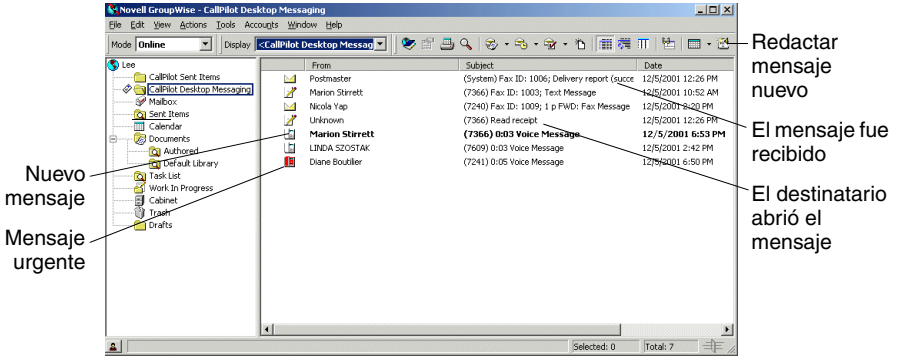 Novell GroupWise - CallPilot Desktop Messaging
File Edit View Actions Tools Accounts Window Help
Mode Online Display <CallPilot Desktop Messag
Lee
CallPilot Sent Items
CallPilot Desktop Messaging
Mailbox
Sent Items
Calendar
Documents
Authored
Default Library
Task List
Work In Progress
Cabinet
Trash
Drafts
From Subject Date
Postmaster (System) Fax ID: 1006; Delivery report (succe 12/5/2001 12:26 PM
Marion Stirrett (7366) Fax ID: 1003; Text Message 12/5/2001 10:52 AM
Nicola Yap (7240) Fax ID: 1009; 1 p FWD: Fax Message 12/5/2001 2:20 PM
Unknown (7366) Read receipt 12/5/2001 12:26 PM
Marion Stirrett (7366) 0:03 Voice Message 12/5/2001 6:53 PM
LINDA SZOSTAK (7609) 0:03 Voice Message 12/5/2001 2:42 PM
Diane Boutilier (7241) 0:05 Voice Message 12/5/2001 6:50 PM
Selected: 0 Total: 7
Nuevo
mensaje
Mensaje
urgente
Redactar
mensaje
nuevo
El mensaje fue
recibido
El destinatario
abrió el
mensaje